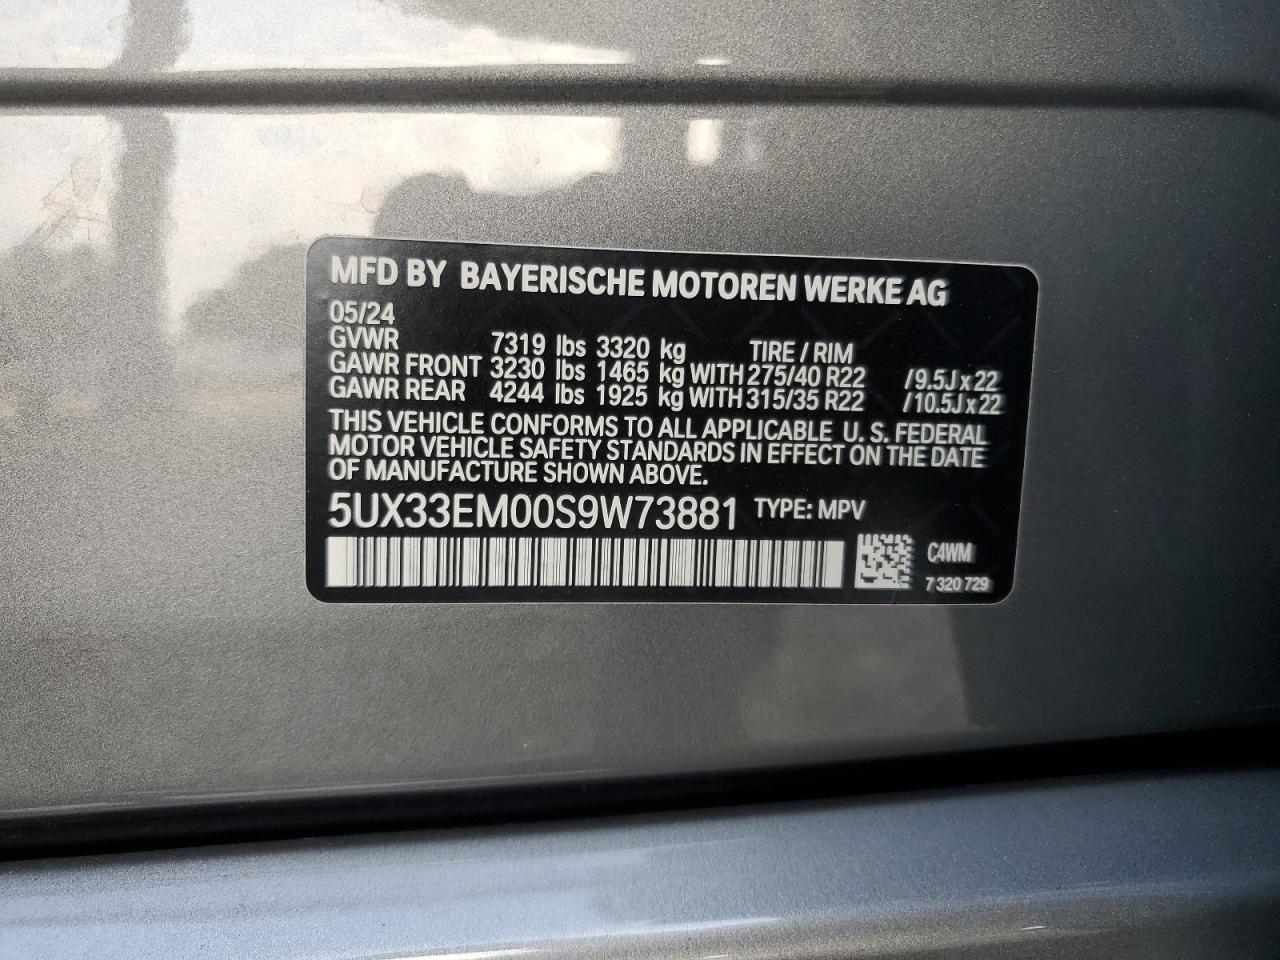 MFD BY BAYERISCHE MOTOREN WERKE AG
05/24
GVWR 7319 lbs 3320 kg TIRE / RIM
GAWR FRONT 3230 lbs 1465 kg WITH 275/40 R22 /9.5J x 22
GAWR REAR 4244 lbs 1925 kg WITH 315/35 R22 /10.5J x 22
THIS VEHICLE CONFORMS TO ALL APPLICABLE U. S. FEDERAL
MOTOR VEHICLE SAFETY STANDARDS IN EFFECT ON THE DATE
OF MANUFACTURE SHOWN ABOVE.
5UX33EM00S9W73881 TYPE: MPV
C4WM
7 320 729